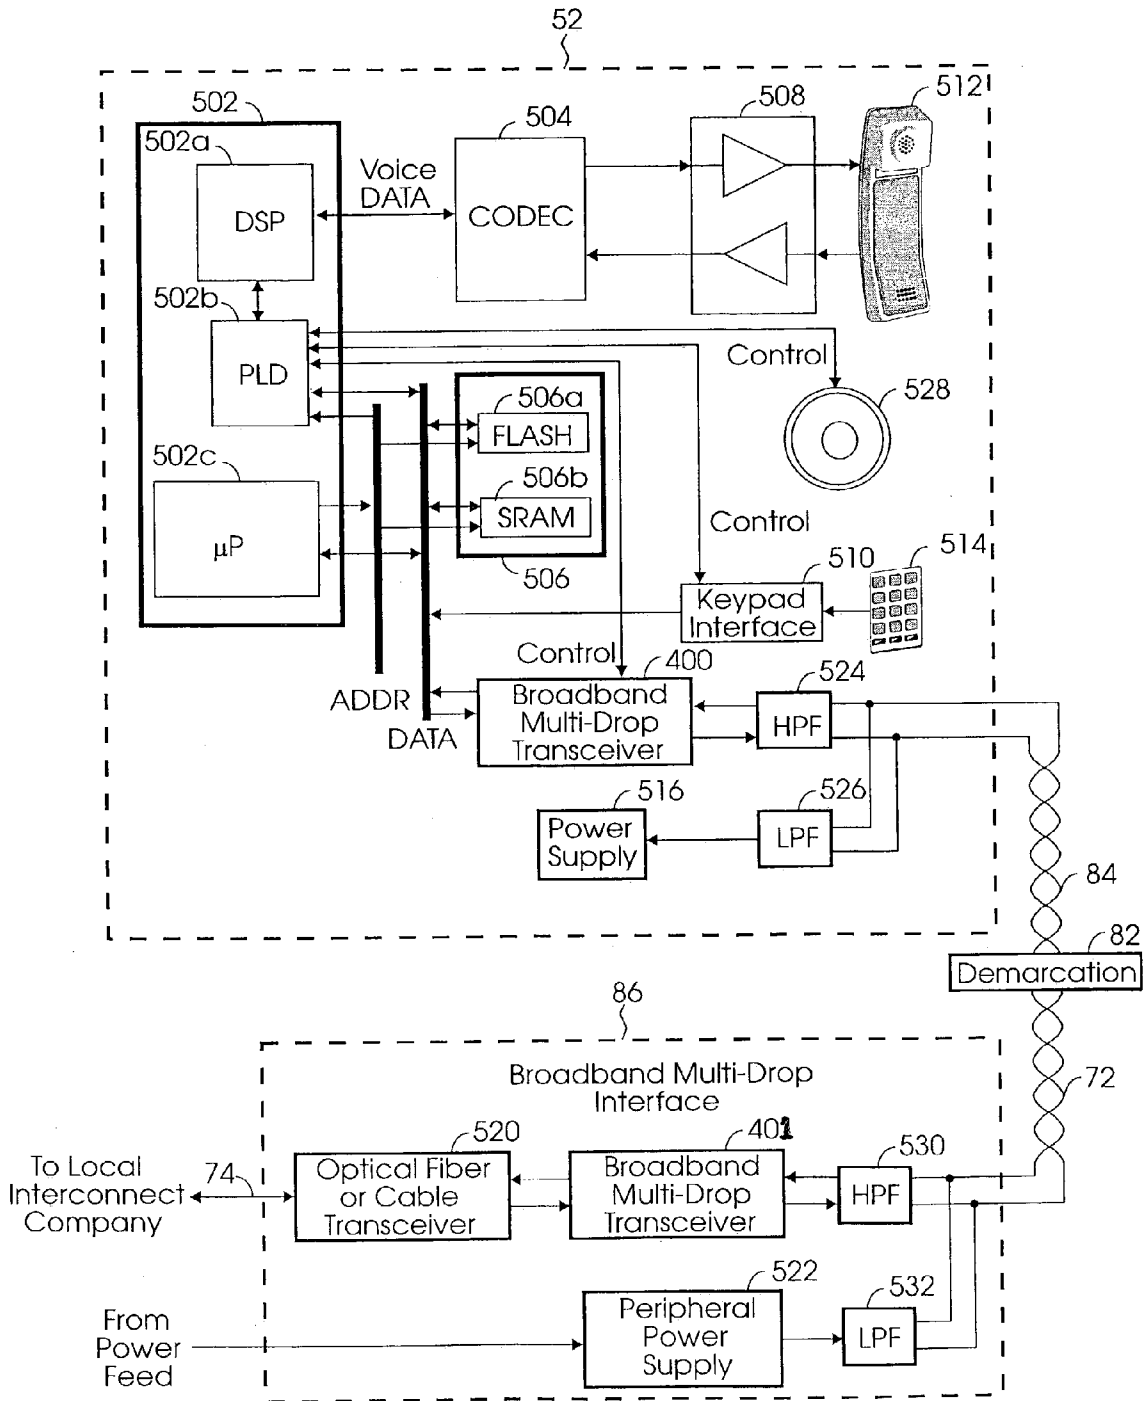 52
502
502a
DSP
Voice
DATA
504
CODEC
508
512
502b
PLD
Control
528
506a
FLASH
506b
SRAM
506
502c
µP
Control
510
Keypad
Interface
514
Control
400
ADDR
DATA
Broadband
Multi-Drop
Transceiver
524
HPF
516
Power
Supply
526
LPF
84
82
Demarcation
86
72
Broadband Multi-Drop
Interface
To Local
Interconnect
Company
74
520
Optical Fiber
or Cable
Transceiver
401
Broadband
Multi-Drop
Transceiver
530
HPF
From
Power
Feed
522
Peripheral
Power
Supply
532
LPF